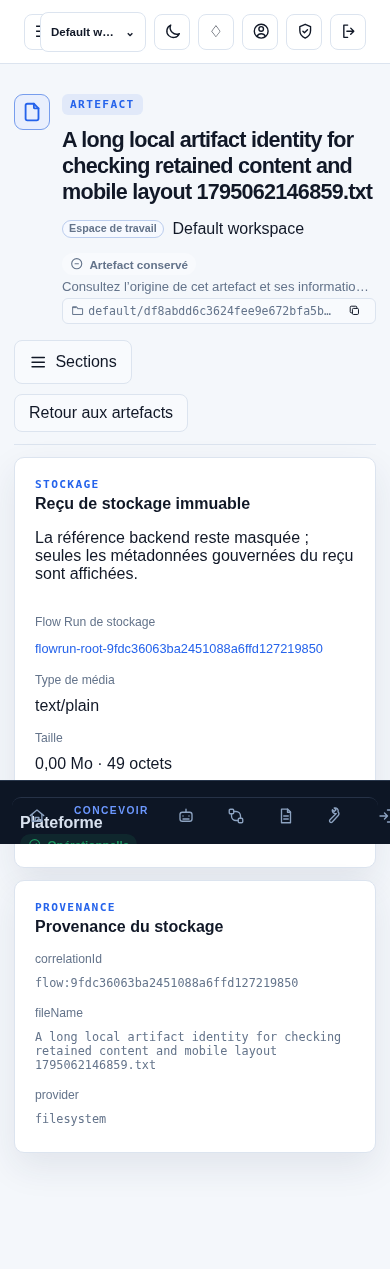 Default w… 
ARTEFACT
A long local artifact identity for
checking retained content and
mobile layout 1795062146859.txt
Espace de travail Default workspace
Artefact conservé
Consultez l’origine de cet artefact et ses informatio…
default/df8abdd6c3624fee9e672bfa5b…
Sections
Retour aux artefacts
STOCKAGE
Reçu de stockage immuable
La référence backend reste masquée ;
seules les métadonnées gouvernées du reçu
sont affichées.
Flow Run de stockage
flowrun-root-9fdc36063ba2451088a6ffd127219850
Type de média
text/plain
Taille
0,00 Mo · 49 octets
CONCEVOIR
Plateforme
Opérationnelle
PROVENANCE
Provenance du stockage
correlationId
flow:9fdc36063ba2451088a6ffd127219850
fileName
A long local artifact identity for checking
retained content and mobile layout
1795062146859.txt
provider
filesystem